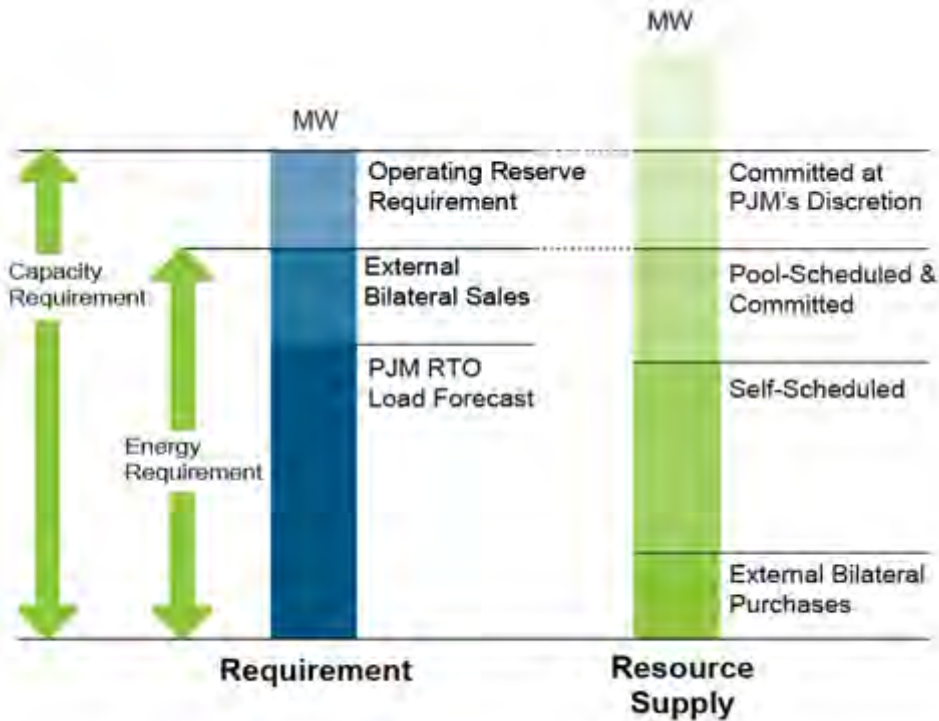 MW
MW
Operating Reserve
Requirement
Committed at
PJM's Discretion
Capacity
Requirement
External
Bilateral Sales
Pool-Scheduled &
Committed
PJM RTO
Load Forecast
Self-Scheduled
Energy
Requirement
External Bilateral
Purchases
Requirement
Resource
Supply